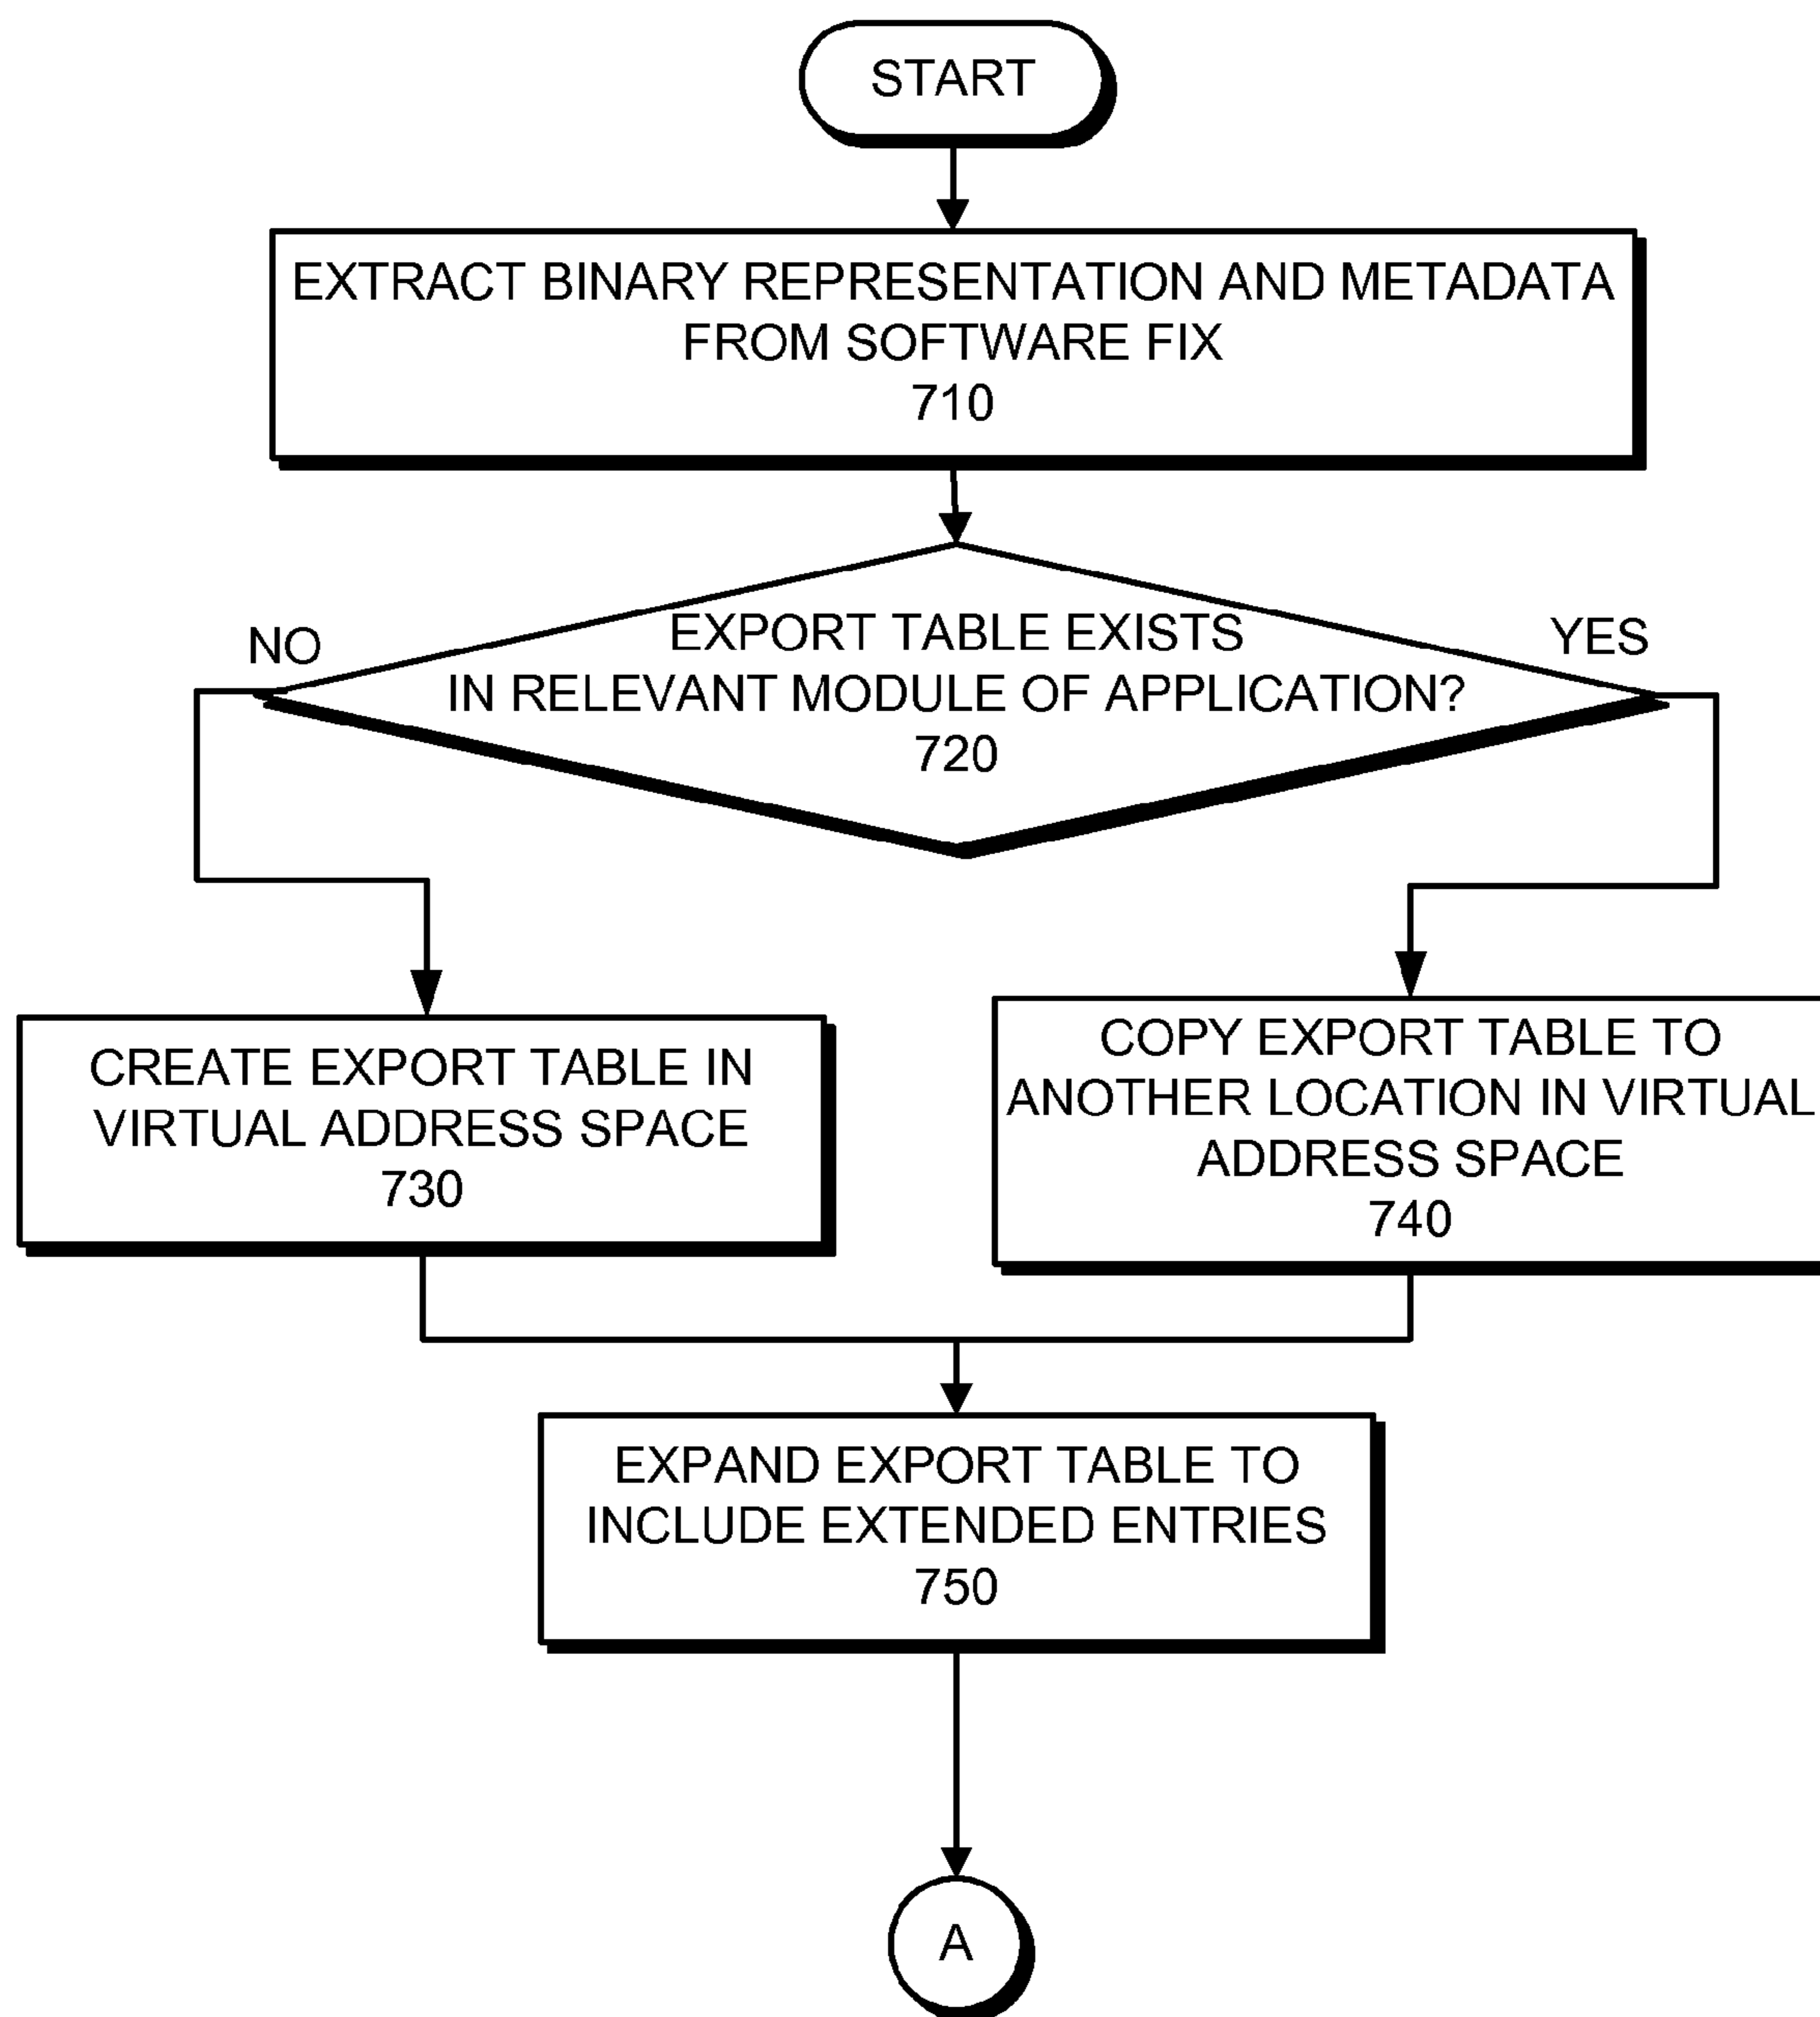 START
EXTRACT BINARY REPRESENTATION AND METADATA
FROM SOFTWARE FIX
710
EXPORT TABLE EXISTS
IN RELEVANT MODULE OF APPLICATION?
720
NO
YES
CREATE EXPORT TABLE IN
VIRTUAL ADDRESS SPACE
730
COPY EXPORT TABLE TO
ANOTHER LOCATION IN VIRTUAL
ADDRESS SPACE
740
EXPAND EXPORT TABLE TO
INCLUDE EXTENDED ENTRIES
750
A